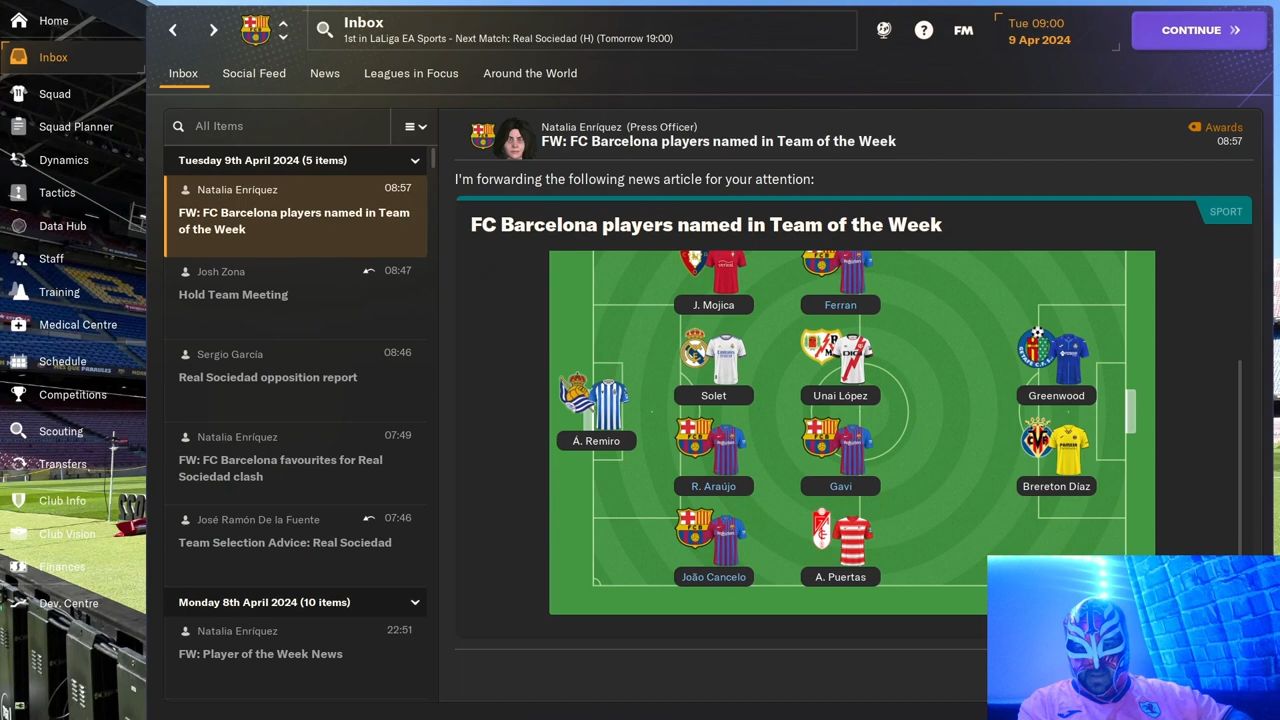 Home
Inbox
Squad
Squad Planner
Dynamics
Tactics
Data Hub
Staff
Training
Medical Centre
Schedule
Competitions
Scouting
Transfers
Club Info
Club Vision
Finances
Dev. Centre
Inbox
1st in LaLiga EA Sports - Next Match: Real Sociedad (H) (Tomorrow 19:00)
?
FM
Tue 09:00
9 Apr 2024
CONTINUE
Inbox
Social Feed
News
Leagues in Focus
Around the World
All Items
Tuesday 9th April 2024 (5 items)
Natalia Enríquez
08:57
FW: FC Barcelona players named in Team
of the Week
Josh Zona
08:47
Hold Team Meeting
Sergio García
08:46
Real Sociedad opposition report
Natalia Enríquez
07:49
FW: FC Barcelona favourites for Real
Sociedad clash
José Ramón De la Fuente
07:46
Team Selection Advice: Real Sociedad
Monday 8th April 2024 (10 items)
Natalia Enríquez
22:51
FW: Player of the Week News
Natalia Enríquez (Press Officer)
FW: FC Barcelona players named in Team of the Week
Awards
08:57
I'm forwarding the following news article for your attention:
SPORT
FC Barcelona players named in Team of the Week
J. Mojica
Ferran
Solet
Unai López
Greenwood
Á. Remiro
R. Araújo
Gavi
Brereton Díaz
João Cancelo
A. Puertas